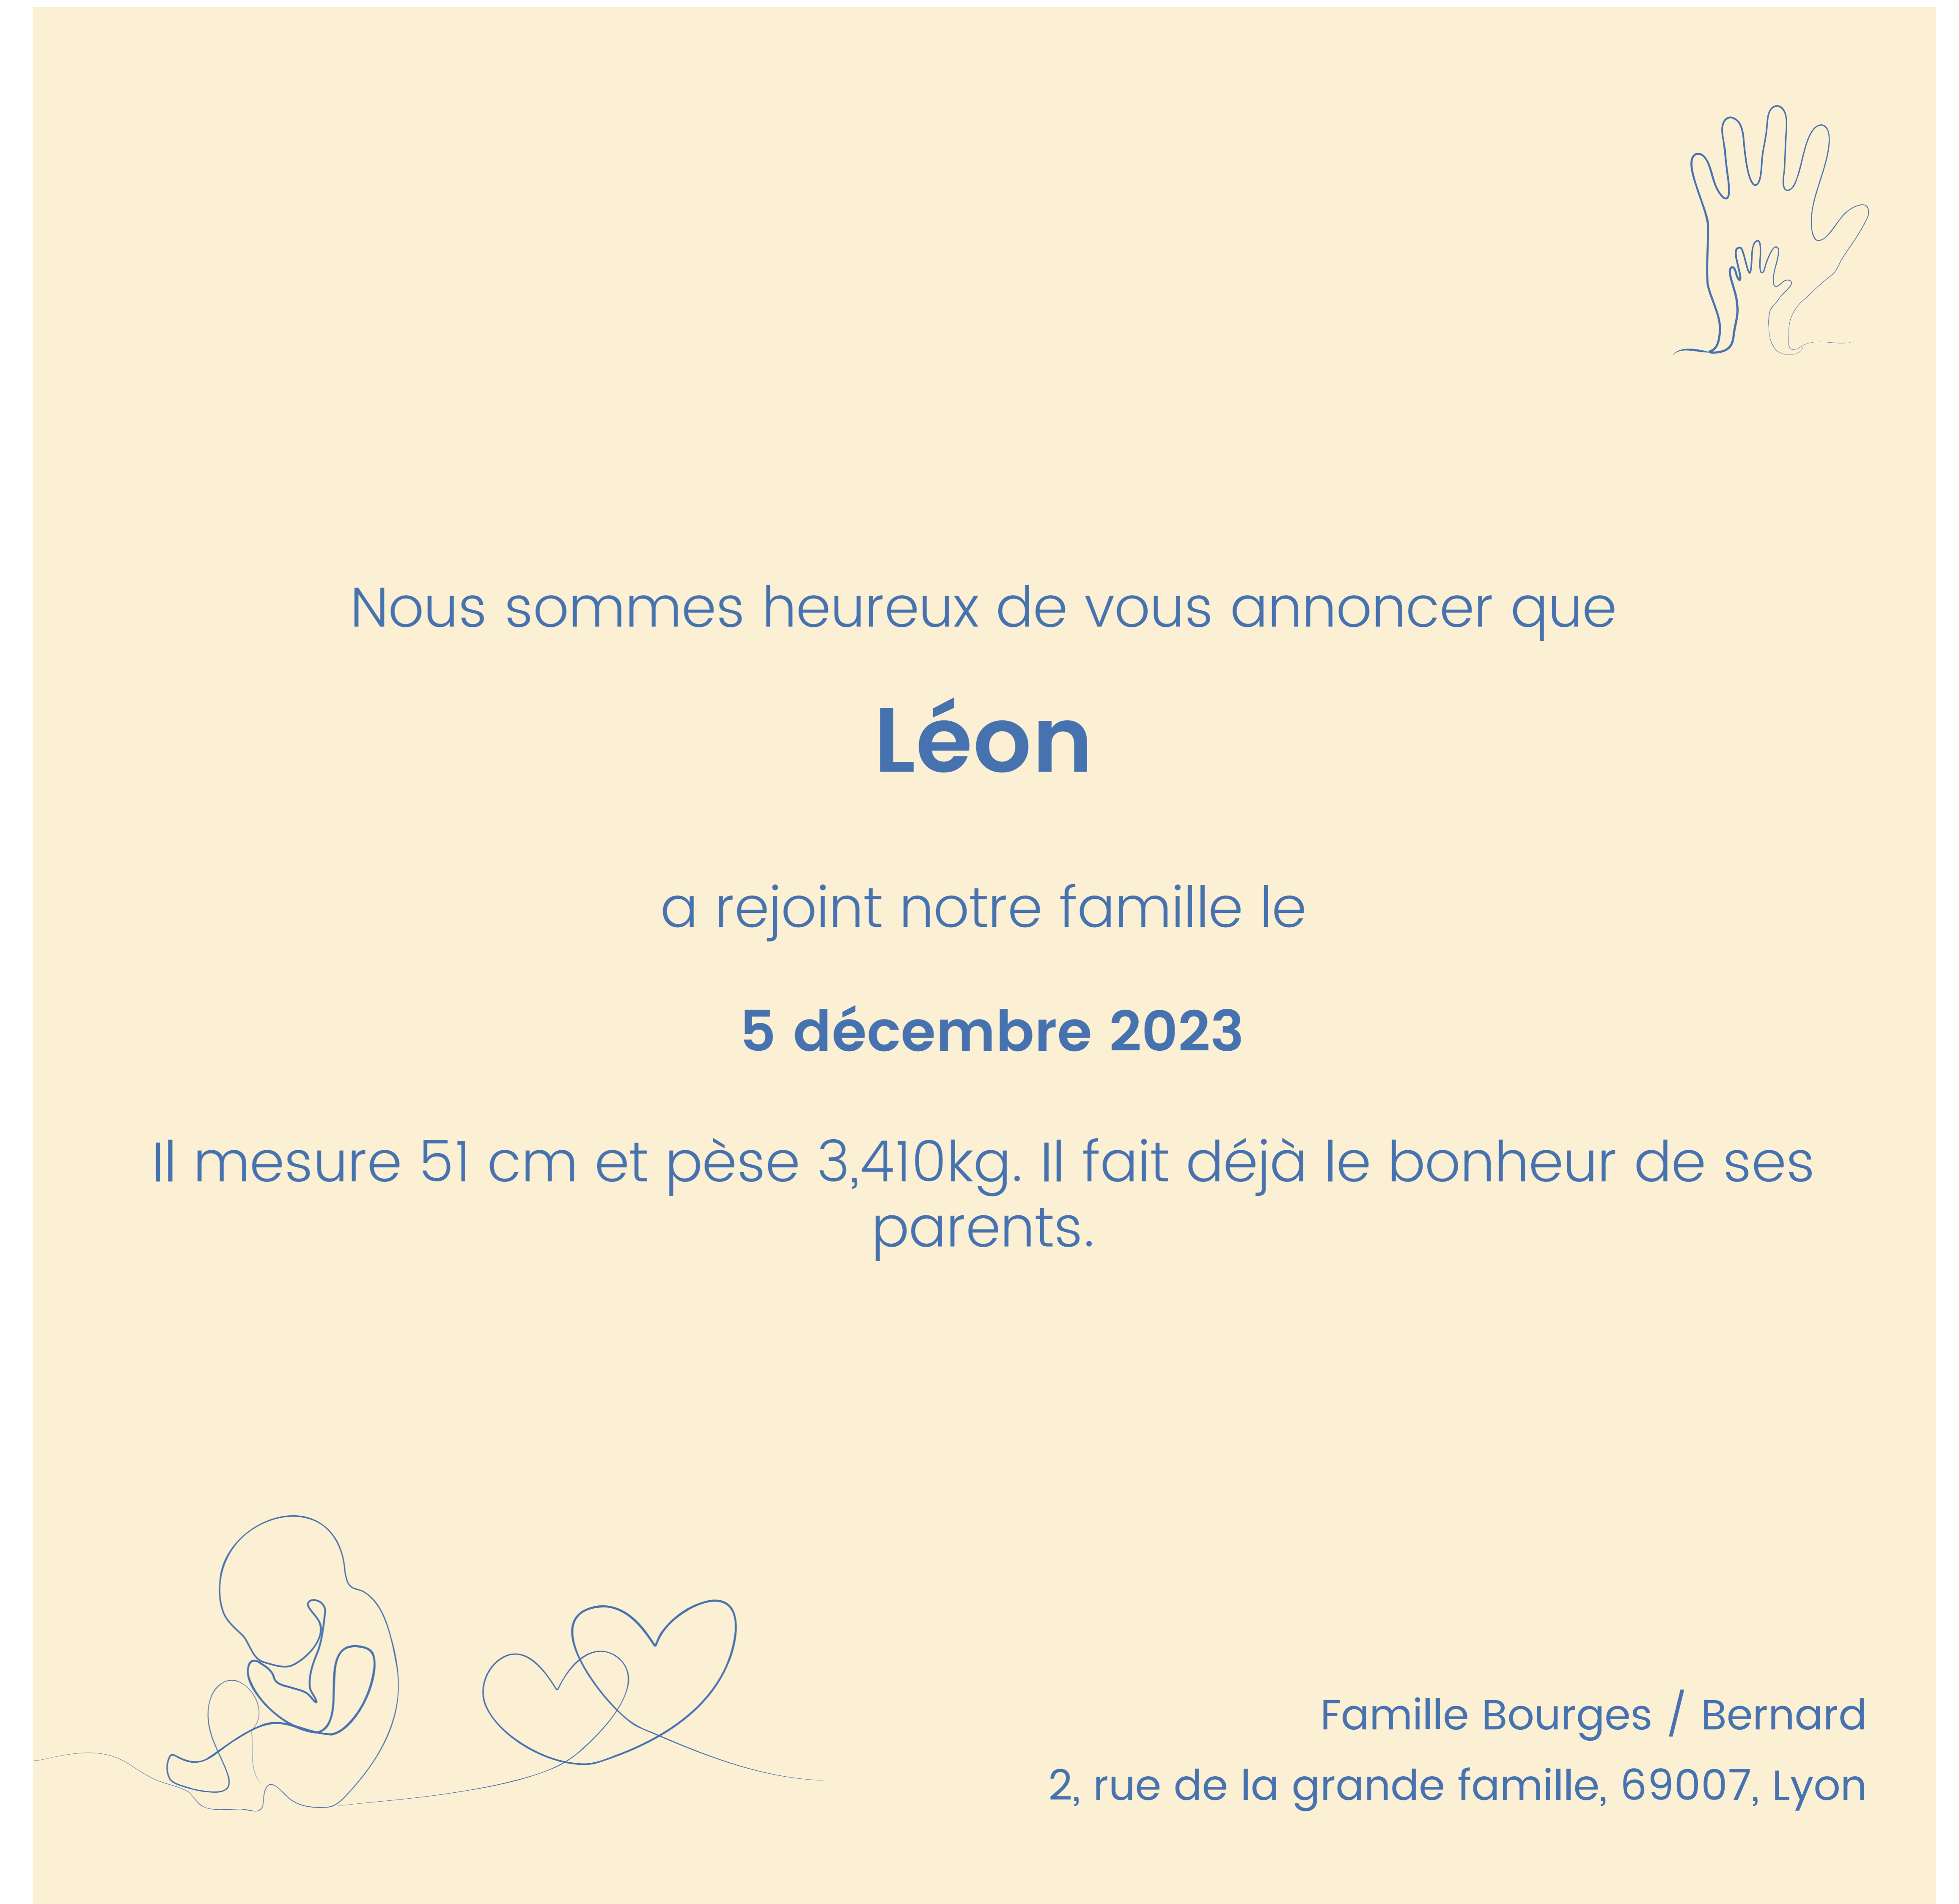 Nous sommes heureux de vous annoncer que
Léon
a rejoint notre famille le
5 décembre 2023
Il mesure 51 cm et pèse 3,410kg. Il fait déjà le bonheur de ses
parents.
Famille Bourges / Bernard
2, rue de la grande famille, 69007, Lyon